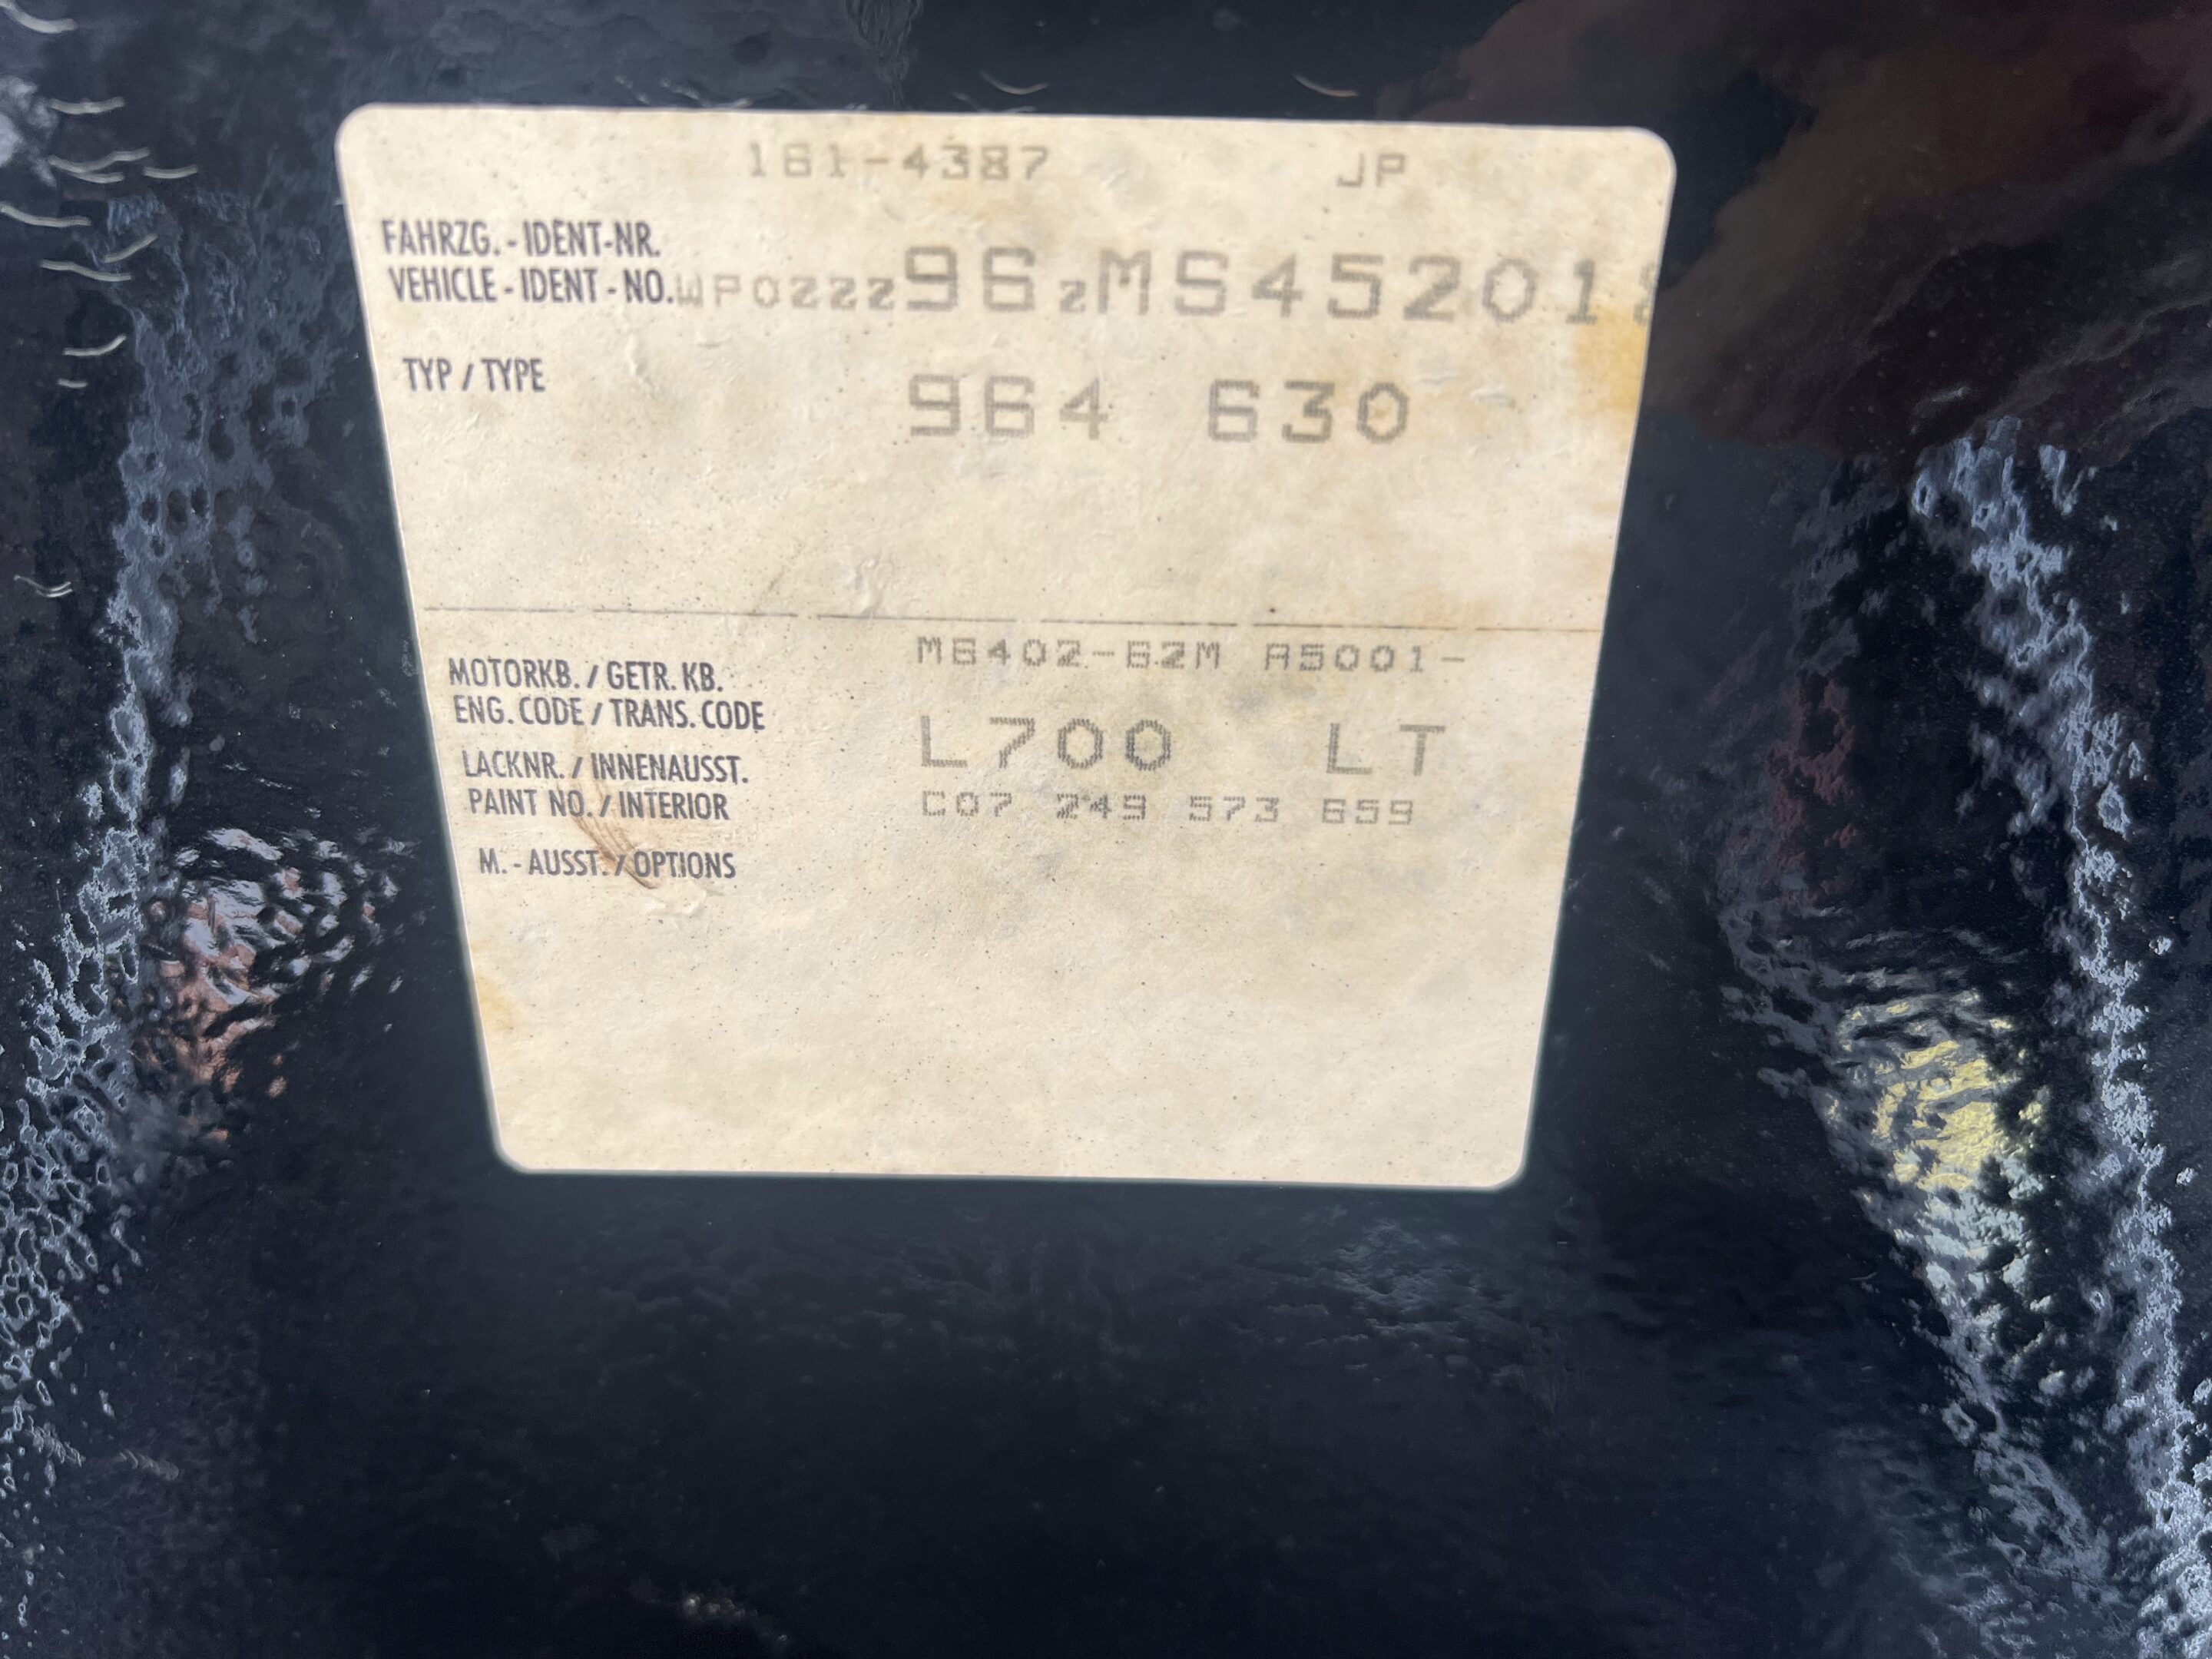 161-4387 JP
FAHRZG. - IDENT-NR.
VEHICLE - IDENT - NO. WP0ZZZ96ZMS45201
TYP / TYPE 964 630
M6402-62M A5001-
MOTORKB. / GETR. KB.
ENG. CODE / TRANS. CODE
L700 LT
LACKNR. / INNENAUSST.
PAINT NO. / INTERIOR
C07 249 573 659
M. - AUSST. / OPTIONS